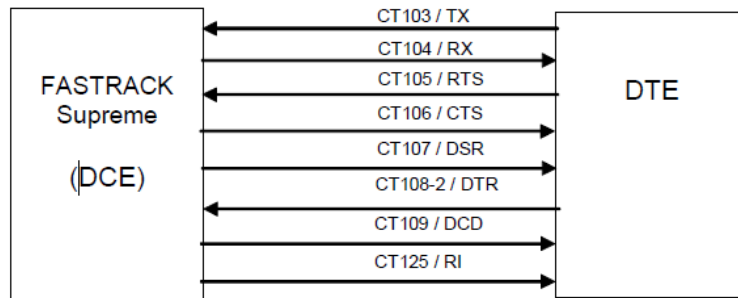 FASTRACK
Supreme
(DCE)
CT103 / TX
CT104 / RX
CT105 / RTS
CT106 / CTS
CT107 / DSR
CT108-2 / DTR
CT109 / DCD
CT125 / RI
DTE